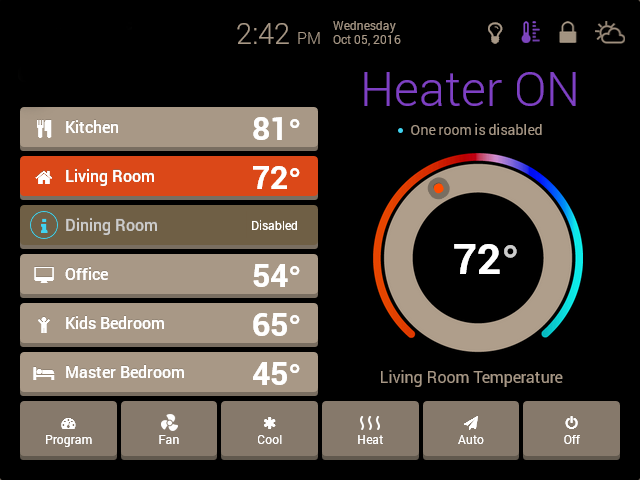 2:42 PM
Wednesday
Oct 05, 2016
Heater ON
One room is disabled
Kitchen 81°
Living Room 72°
Dining Room Disabled
Office 54°
Kids Bedroom 65°
Master Bedroom 45°
72°
Living Room Temperature
Program Fan Cool Heat Auto Off